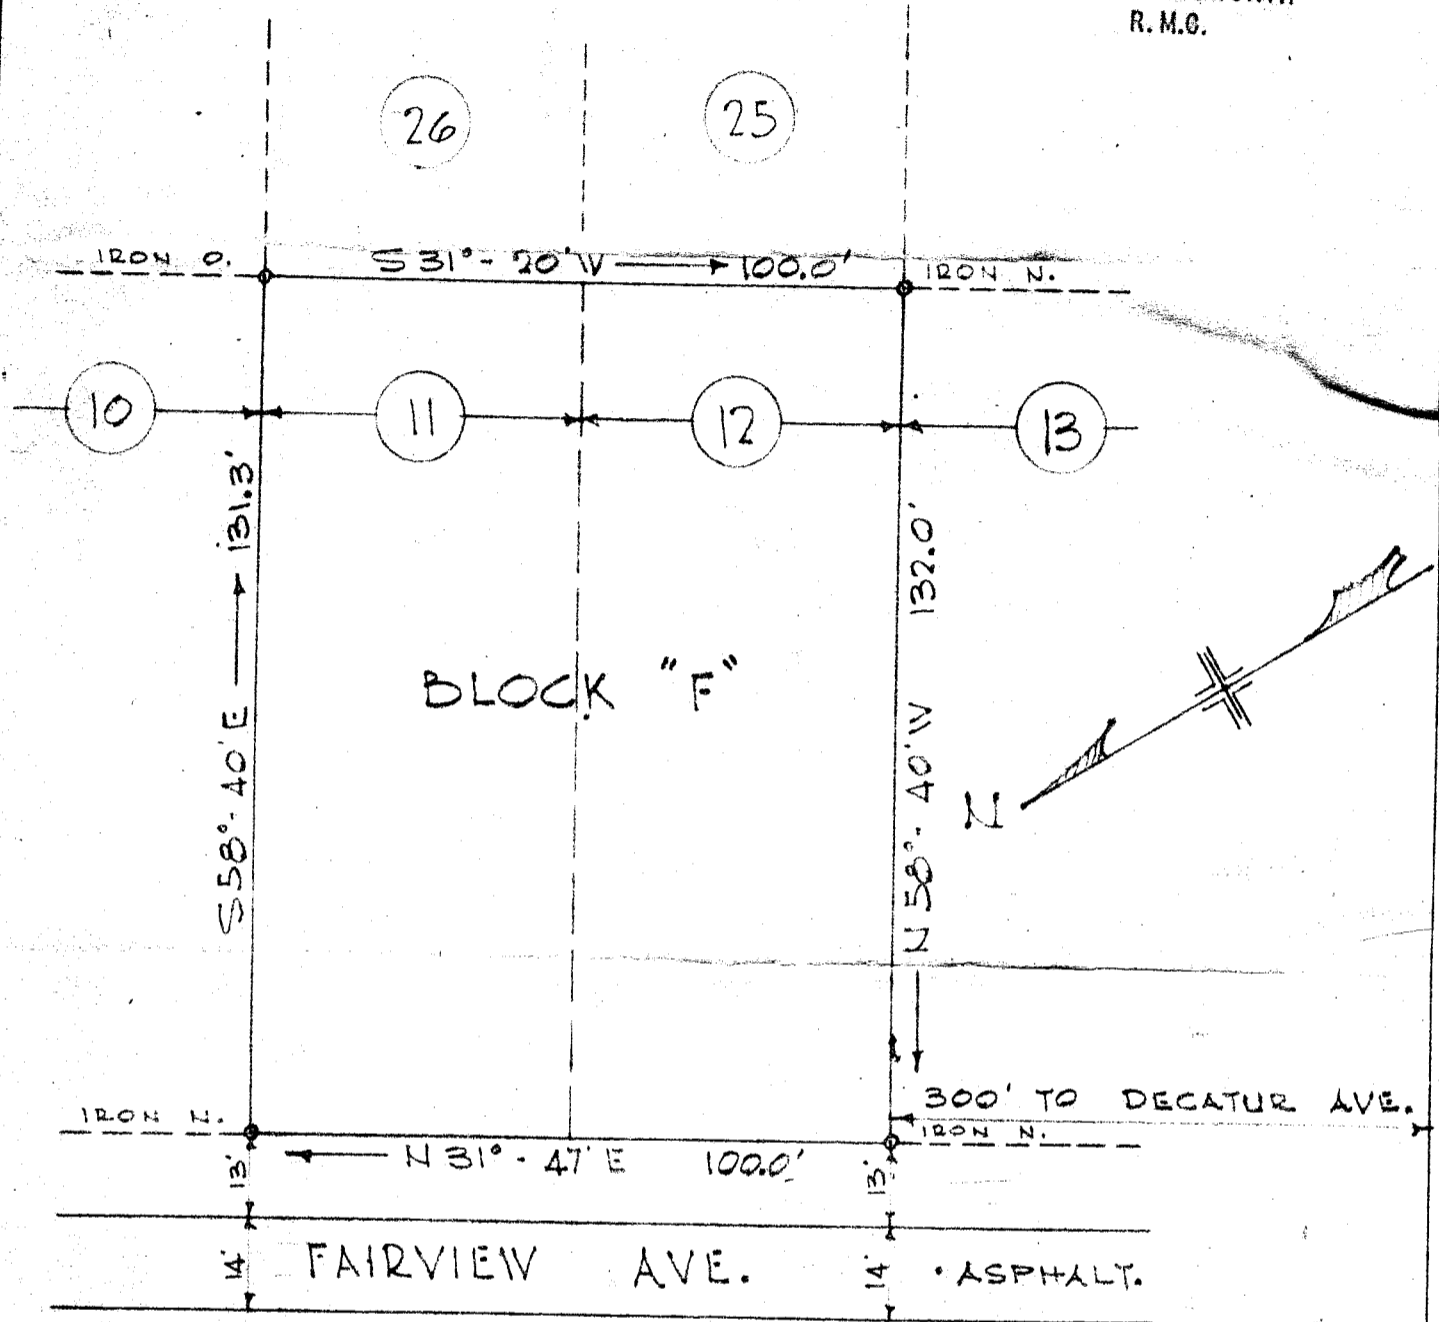 R. M. C.
26 25
IRON O. S 31° - 20' W 100.0' IRON N.
10 11 12 13
S 58° - 40' E 131.3'
N 58° - 40' W 132.0'
BLOCK "F"
N
300' TO DECATUR AVE.
IRON N. IRON N.
N 31° - 47' E 100.0'
13' 13'
14' FAIRVIEW AVE. 14' ASPHALT.